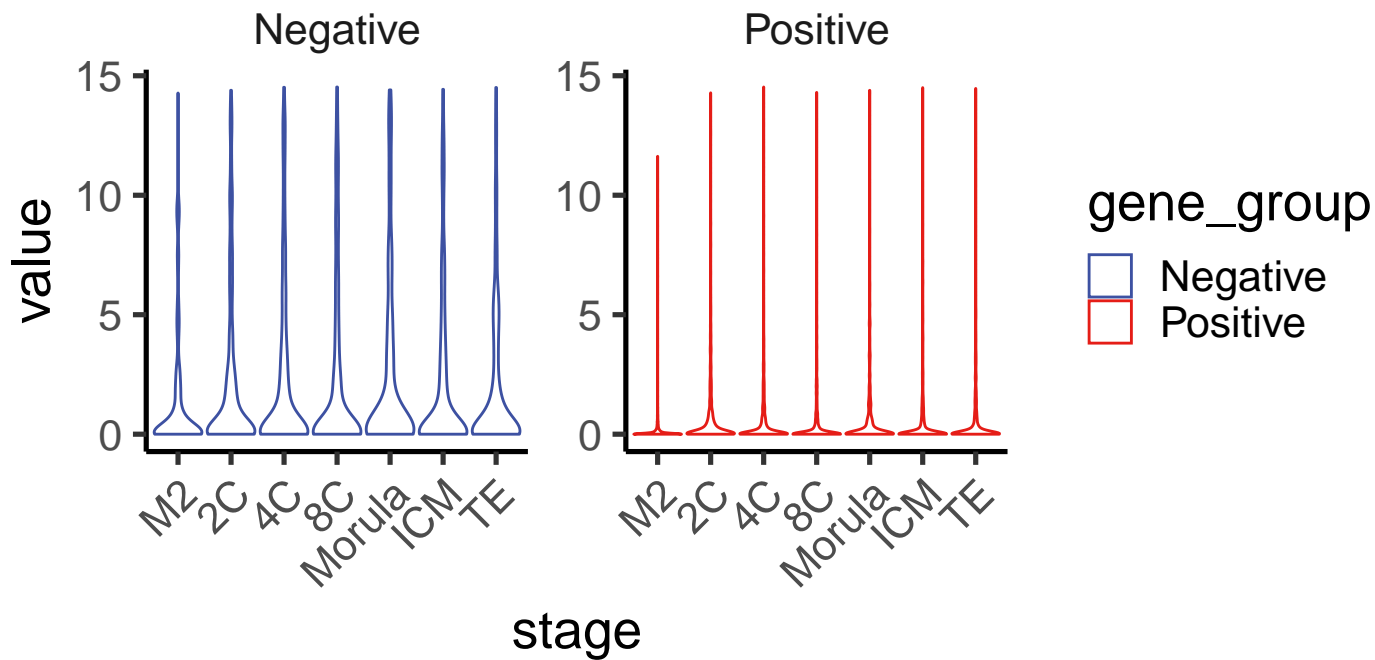 Negative
Positive
value
15
10
5
0
15
10
5
0
M2
2C
4C
8C
Morula
ICM
TE
M2
2C
4C
8C
Morula
ICM
TE
stage
gene_group
Negative
Positive